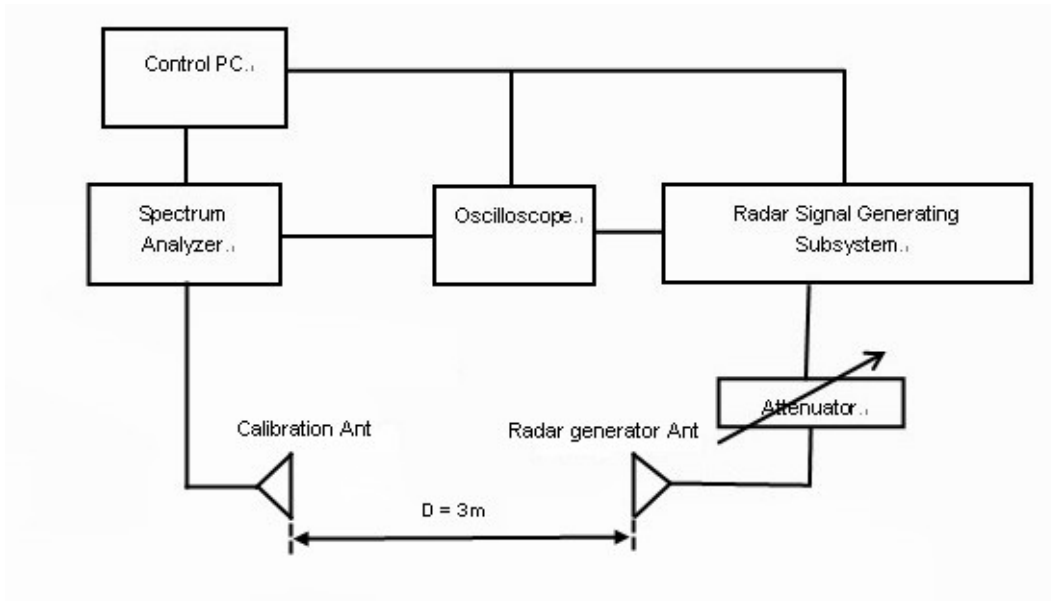 Control PC
Spectrum
Analyzer
Oscilloscope
Radar Signal Generating
Subsystem
Attenuator
Calibration Ant
Radar generator Ant
D = 3m